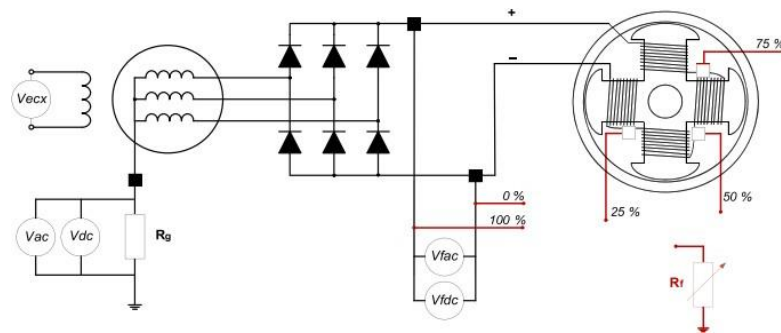 +
75 %
–
Vecx
50 %
25 %
0 %
100 %
Vac
Vdc
Rg
Vfac
Vfdc
Rf